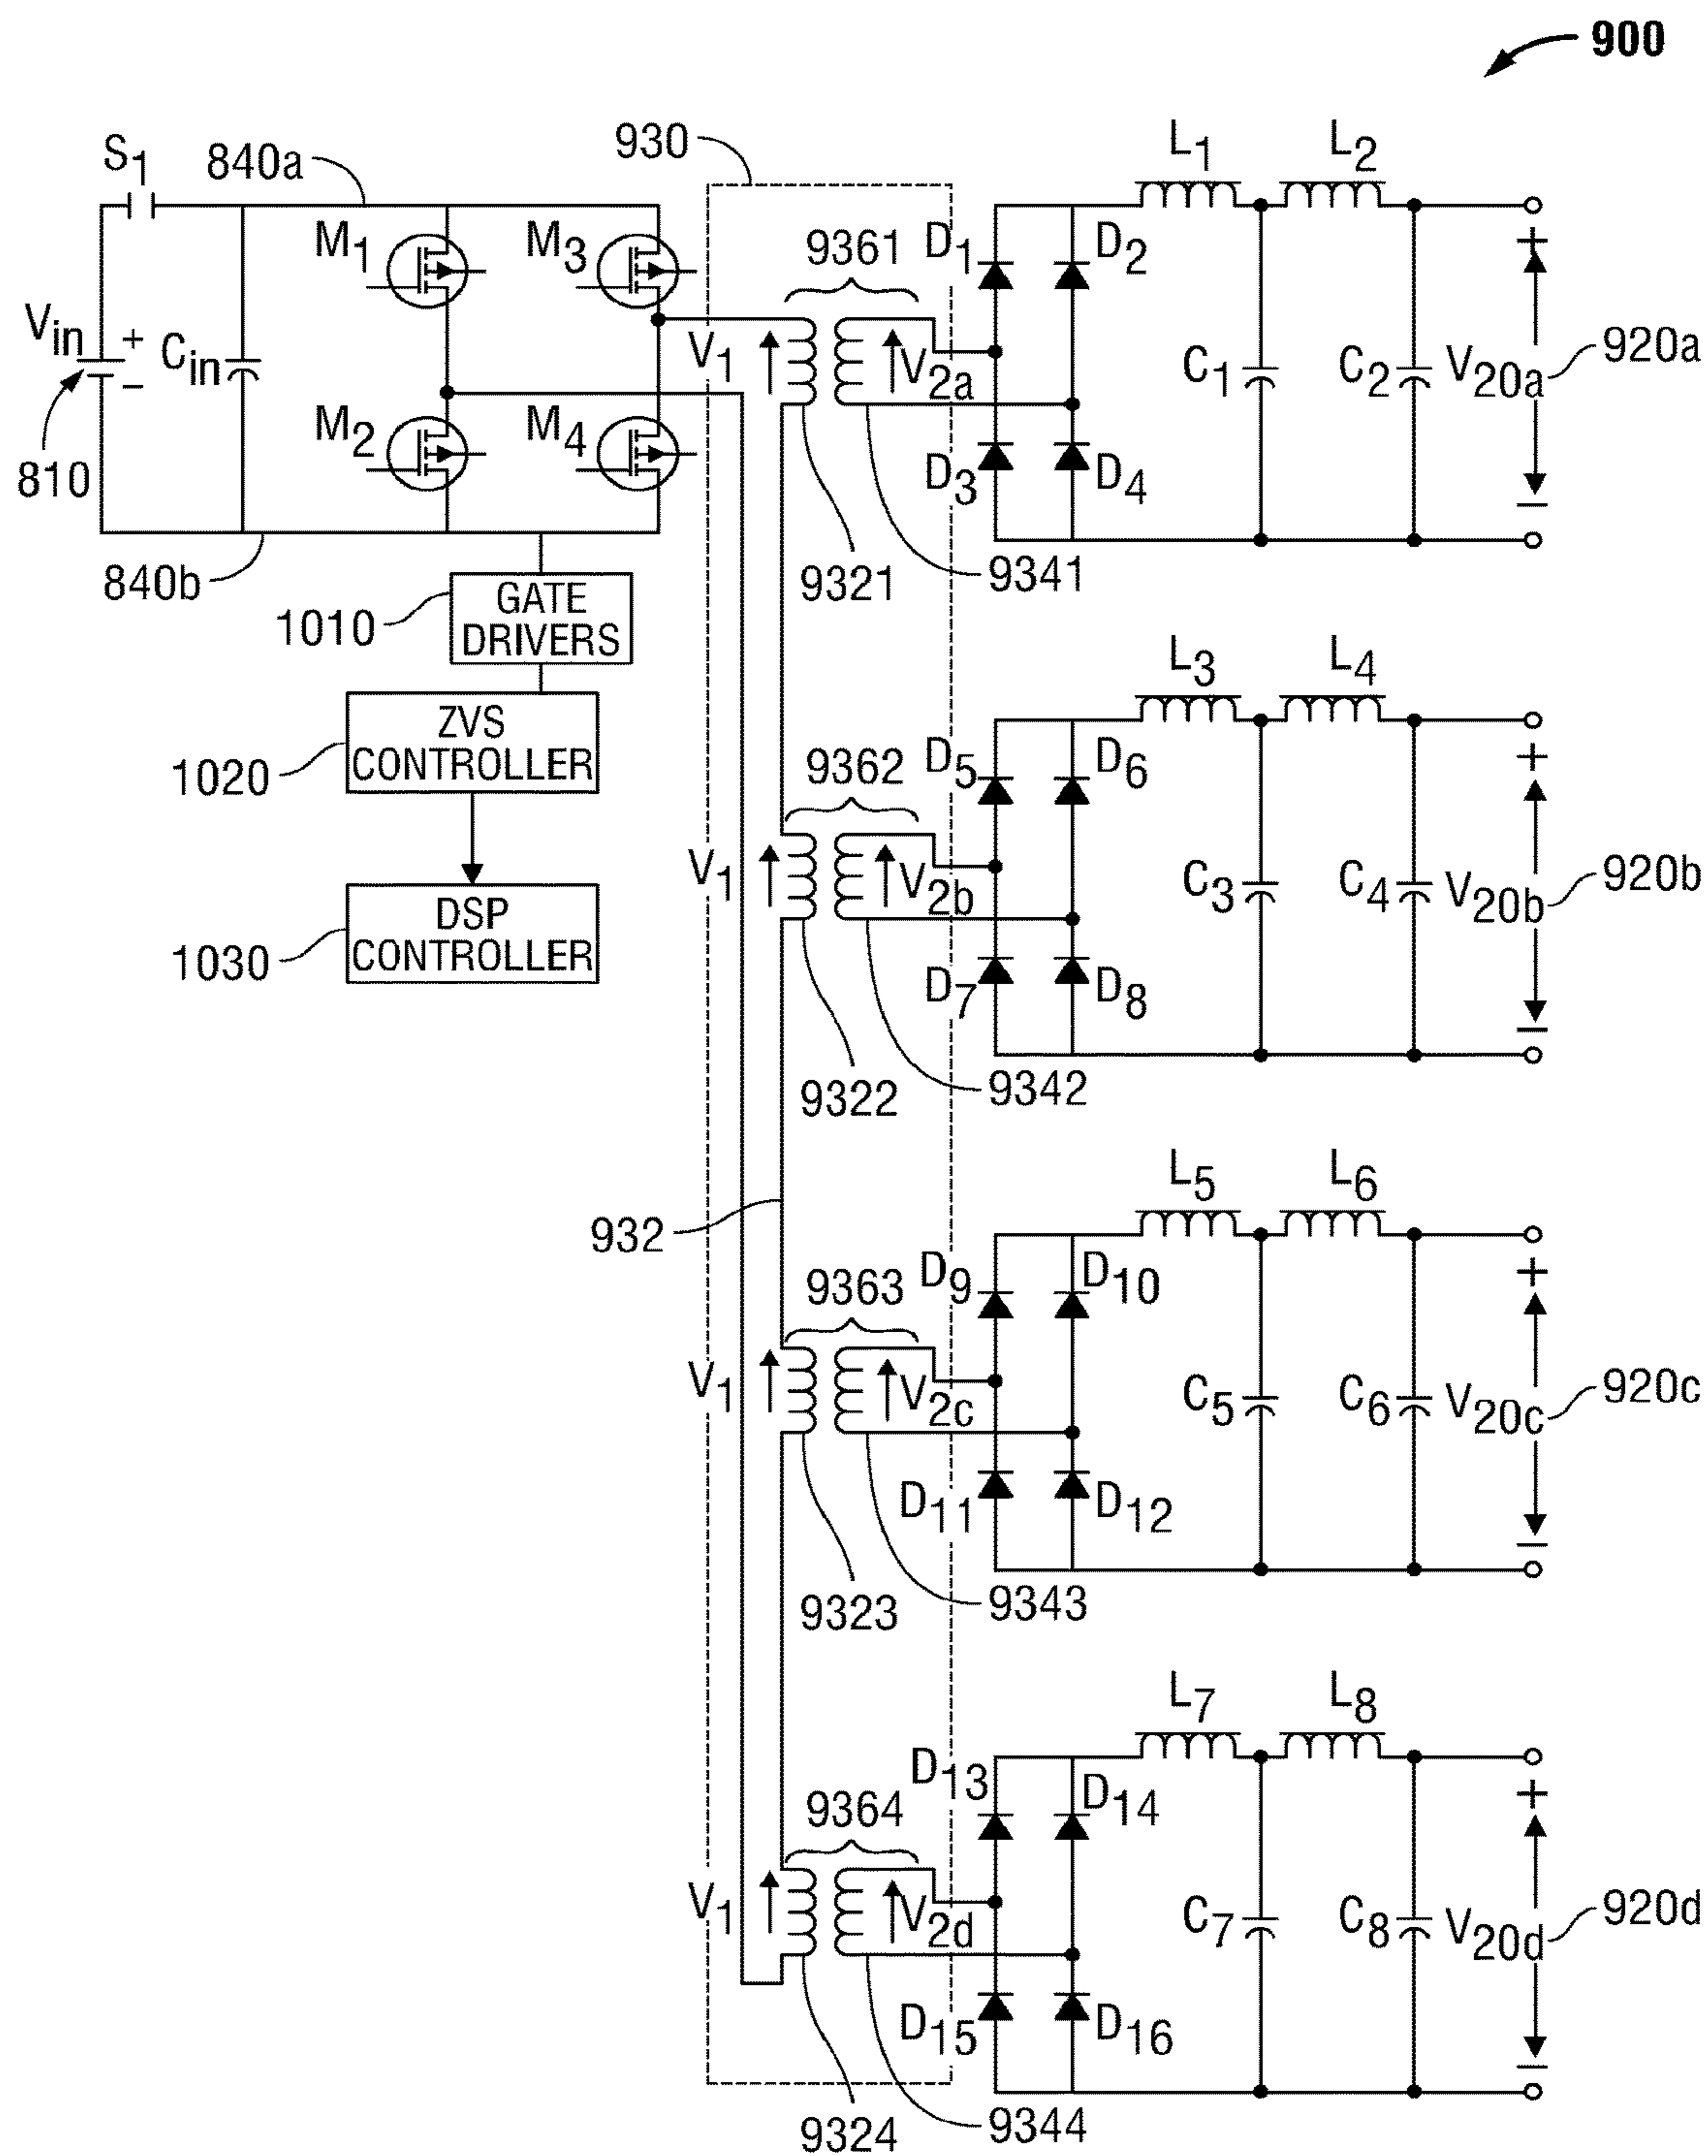 900
S1
840a
930
L1
L2
M1
M3
9361
D1
D2
Vin
+
Cin
−
V1
V2a
C1
C2
+
V20a
920a
M2
M4
810
D3
D4
−
840b
9321
9341
1010
GATE
DRIVERS
L3
L4
1020
ZVS
CONTROLLER
9362
D5
D6
+
V1
V2b
C3
C4
V20b
920b
1030
DSP
CONTROLLER
D7
D8
−
9322
9342
L5
L6
932
9363
D9
D10
+
V1
V2c
C5
C6
V20c
920c
D11
D12
−
9323
9343
L7
L8
9364
D13
D14
+
V1
V2d
C7
C8
V20d
920d
D15
D16
−
9324
9344